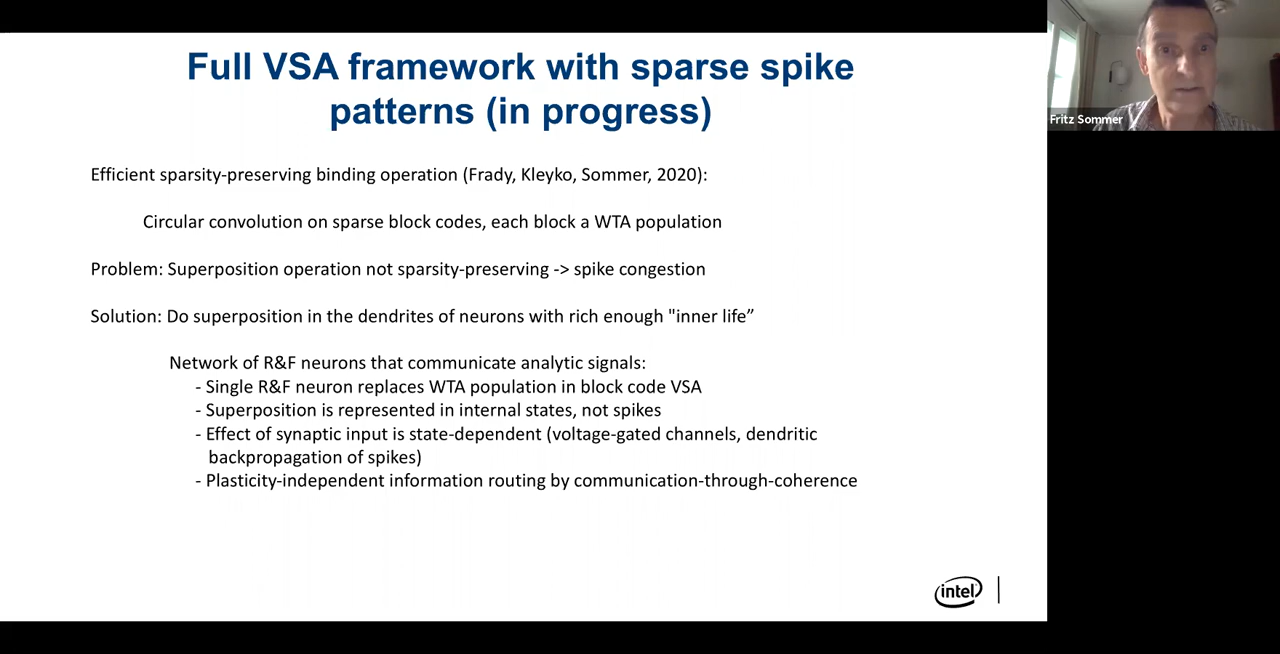 Full VSA framework with sparse spike
patterns (in progress)
Fritz Sommer
Efficient sparsity-preserving binding operation (Frady, Kleyko, Sommer, 2020):
Circular convolution on sparse block codes, each block a WTA population
Problem: Superposition operation not sparsity-preserving -> spike congestion
Solution: Do superposition in the dendrites of neurons with rich enough "inner life”
Network of R&F neurons that communicate analytic signals:
- Single R&F neuron replaces WTA population in block code VSA
- Superposition is represented in internal states, not spikes
- Effect of synaptic input is state-dependent (voltage-gated channels, dendritic
backpropagation of spikes)
- Plasticity-independent information routing by communication-through-coherence
intel